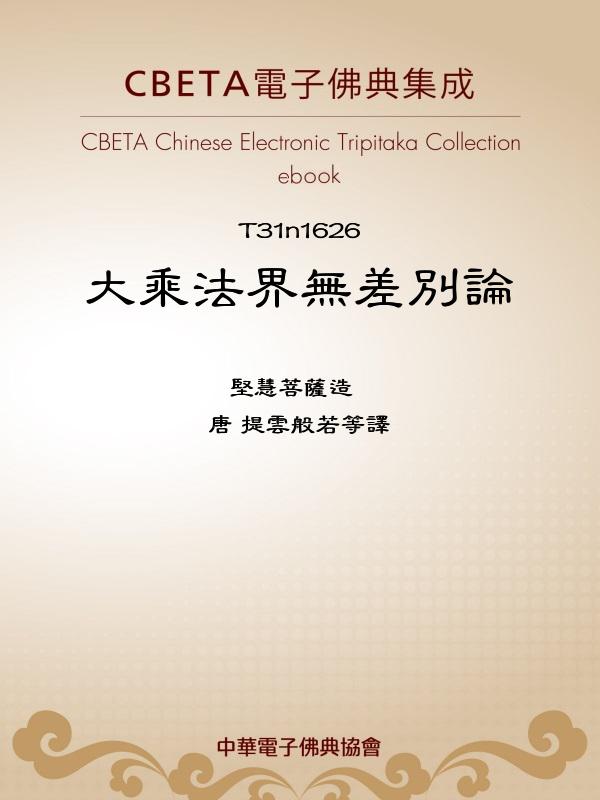 CBETA電子佛典集成
CBETA Chinese Electronic Tripitaka Collection
ebook
T31n1626
大乘法界無差別論
堅慧菩薩造
唐 提雲般若等譯
中華電子佛典協會